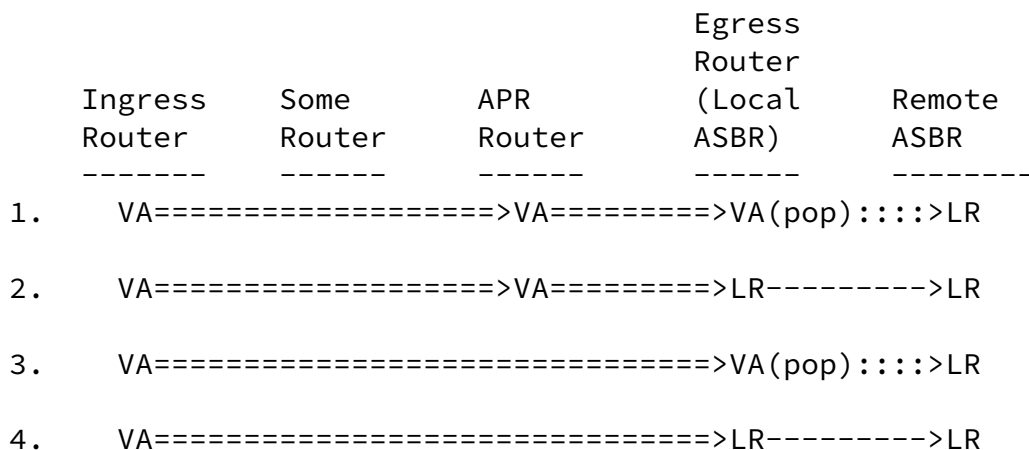 Egress
                                        Router
     Ingress    Some       APR         (Local     Remote
     Router     Router     Router      ASBR)      ASBR
     -------    ------     ------      ------     --------
1.     VA===================>VA=========>VA(pop)::::>LR
2.     VA===================>VA=========>LR--------->LR
3.     VA===============================>VA(pop)::::>LR
4.     VA===============================>LR--------->LR